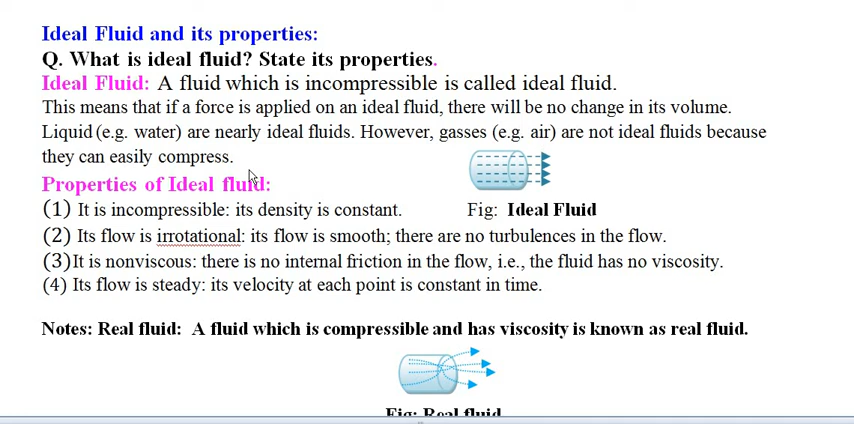 Ideal Fluid and its properties:
Q. What is ideal fluid? State its properties.
Ideal Fluid: A fluid which is incompressible is called ideal fluid.
This means that if a force is applied on an ideal fluid, there will be no change in its volume.
Liquid (e.g. water) are nearly ideal fluids. However, gasses (e.g. air) are not ideal fluids because
they can easily compress.
Properties of Ideal fluid:
(1) It is incompressible: its density is constant.
Fig: Ideal Fluid
(2) Its flow is irrotational: its flow is smooth; there are no turbulences in the flow.
(3)It is nonviscous: there is no internal friction in the flow, i.e., the fluid has no viscosity.
(4) Its flow is steady: its velocity at each point is constant in time.
Notes: Real fluid: A fluid which is compressible and has viscosity is known as real fluid.
Fig: Real fluid